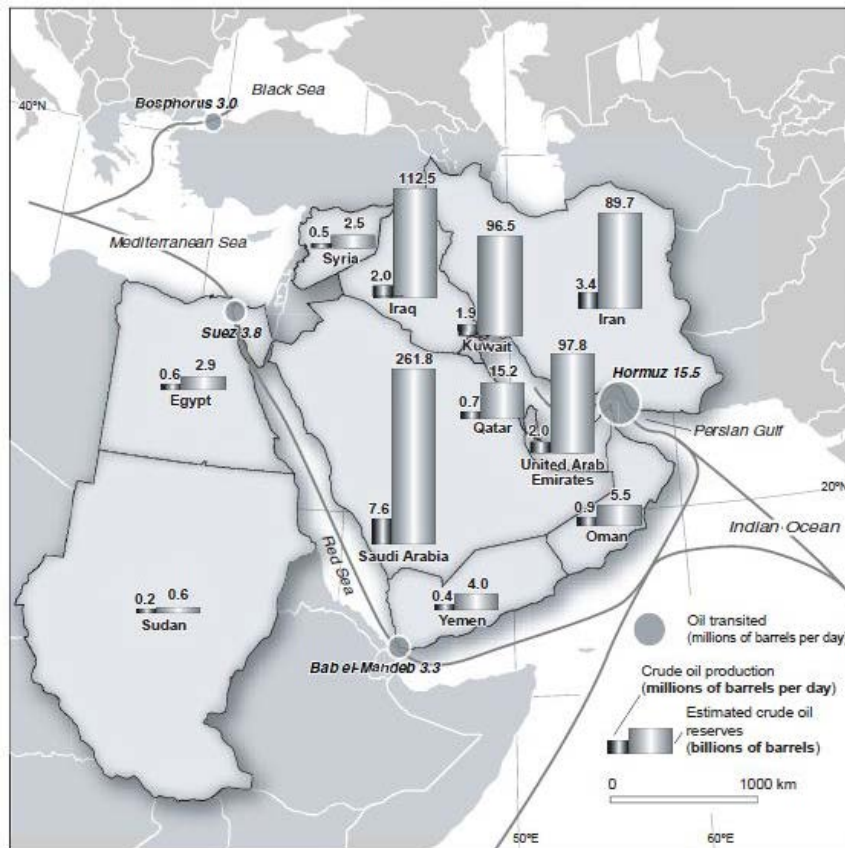 Black Sea
Bosphorus 3.0
40ºN
112.5
89.7
96.5
0.5
2.5
Syria
Mediterranean Sea
2.0
Iraq
3.4
Iran
1.9
Kuwait
Suez 3.8
97.8
261.8
Hormuz 15.5
0.6
2.9
Egypt
15.2
0.7
Qatar
Persian Gulf
2.0
United Arab
Emirates
20ºN
5.5
0.9
Oman
Indian Ocean
7.6
Saudi Arabia
Red Sea
0.2
0.6
Sudan
4.0
0.4
Yemen
Bab el-Mandeb 3.3
Oil transited
(millions of barrels per day)
Crude oil production
(millions of barrels per day)
Estimated crude oil
reserves
(billions of barrels)
0
1000 km
50ºE
60ºE